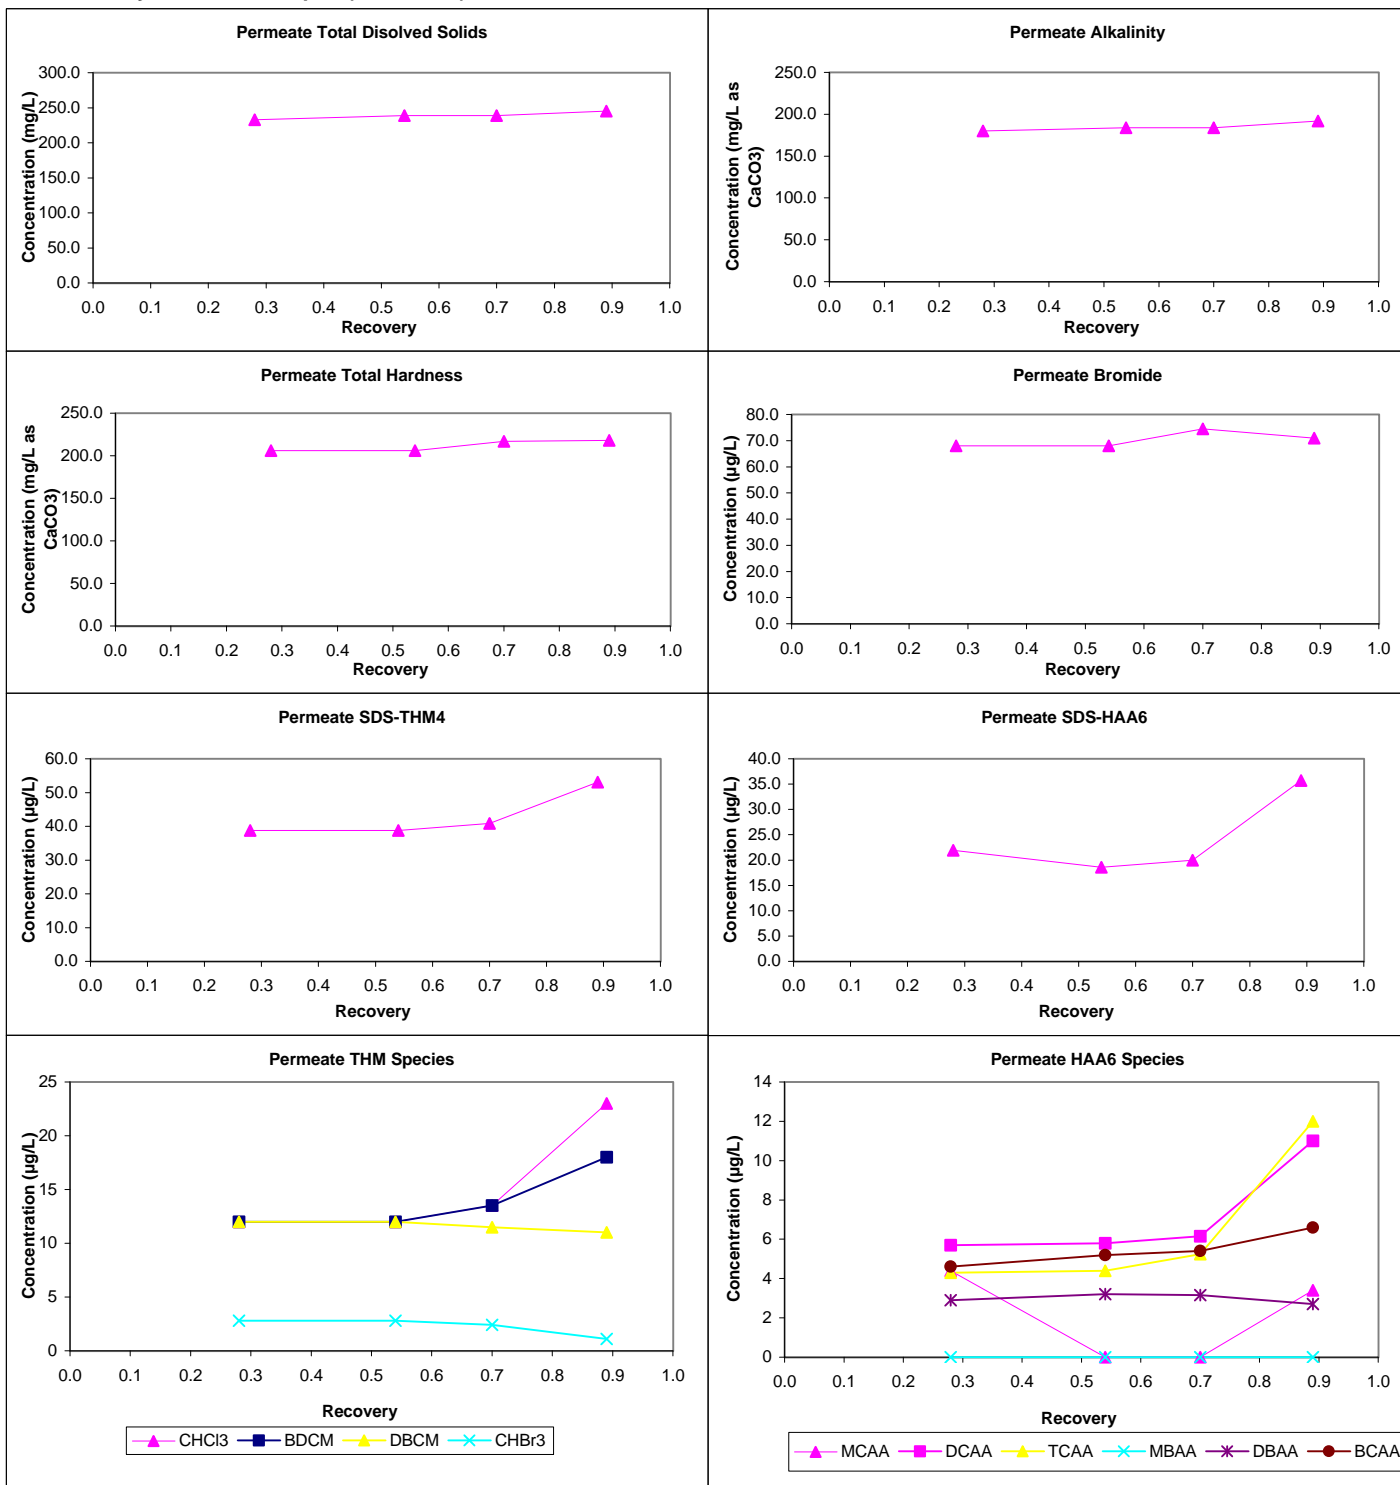 Permeate Total Disolved Solids
Concentration (mg/L)
300.0
250.0
200.0
150.0
100.0
50.0
0.0
0.0 0.1 0.2 0.3 0.4 0.5 0.6 0.7 0.8 0.9 1.0
Recovery
Permeate Alkalinity
Concentration (mg/L as
CaCO3)
250.0
200.0
150.0
100.0
50.0
0.0
0.0 0.1 0.2 0.3 0.4 0.5 0.6 0.7 0.8 0.9 1.0
Recovery
Permeate Total Hardness
Concentration (mg/L as
CaCO3)
250.0
200.0
150.0
100.0
50.0
0.0
0.0 0.1 0.2 0.3 0.4 0.5 0.6 0.7 0.8 0.9 1.0
Recovery
Permeate Bromide
Concentration (µg/L)
80.0
70.0
60.0
50.0
40.0
30.0
20.0
10.0
0.0
0.0 0.1 0.2 0.3 0.4 0.5 0.6 0.7 0.8 0.9 1.0
Recovery
Permeate SDS-THM4
Concentration (µg/L)
60.0
50.0
40.0
30.0
20.0
10.0
0.0
0.0 0.1 0.2 0.3 0.4 0.5 0.6 0.7 0.8 0.9 1.0
Recovery
Permeate SDS-HAA6
Concentration (µg/L)
40.0
35.0
30.0
25.0
20.0
15.0
10.0
5.0
0.0
0.0 0.1 0.2 0.3 0.4 0.5 0.6 0.7 0.8 0.9 1.0
Recovery
Permeate THM Species
Concentration (µg/L)
25
20
15
10
5
0
0.0 0.1 0.2 0.3 0.4 0.5 0.6 0.7 0.8 0.9 1.0
Recovery
CHCl3 BDCM DBCM CHBr3
Permeate HAA6 Species
Concentration (µg/L)
14
12
10
8
6
4
2
0
0.0 0.1 0.2 0.3 0.4 0.5 0.6 0.7 0.8 0.9 1.0
Recovery
MCAA DCAA TCAA MBAA DBAA BCAA